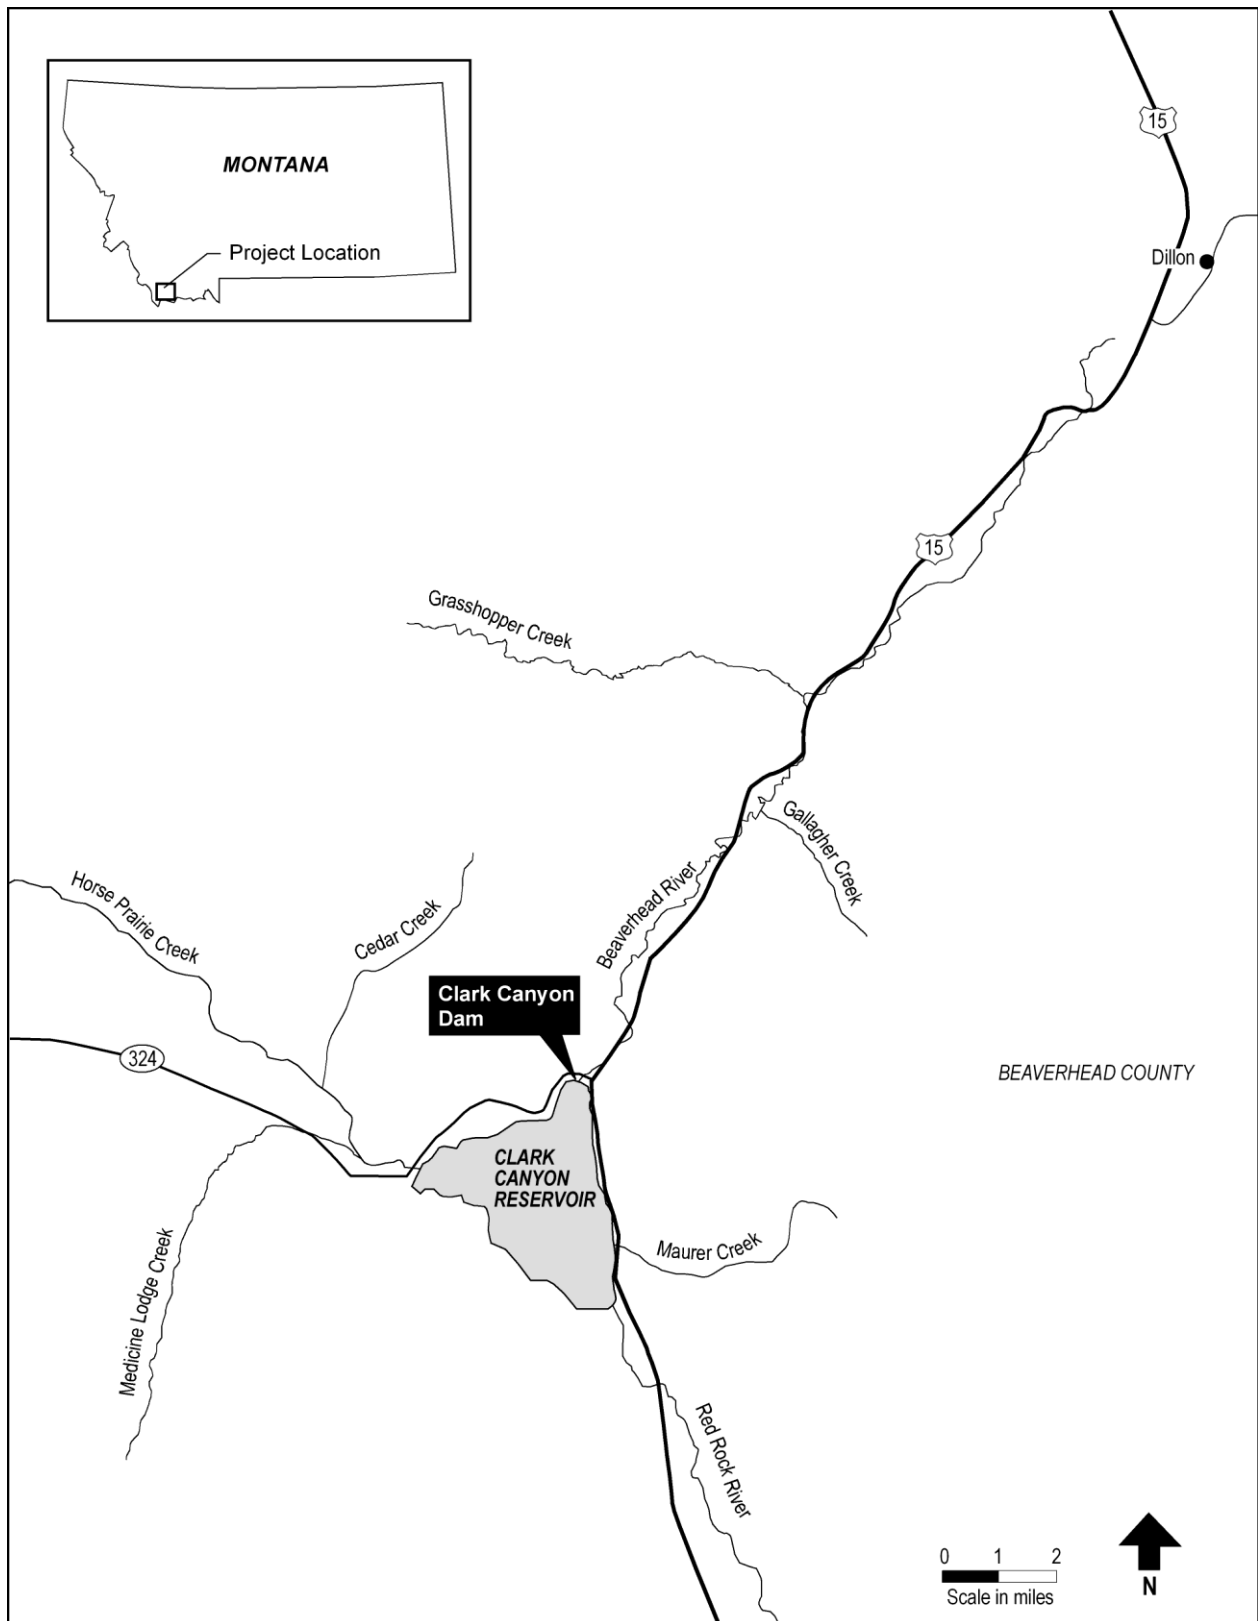 MONTANA
Project Location
15
Dillon
15
Grasshopper Creek
Gallagher Creek
Beaverhead River
Horse Prairie Creek
Cedar Creek
Clark Canyon
Dam
324
BEAVERHEAD COUNTY
CLARK
CANYON
RESERVOIR
Maurer Creek
Medicine Lodge Creek
Red Rock River
0 1 2
Scale in miles
N